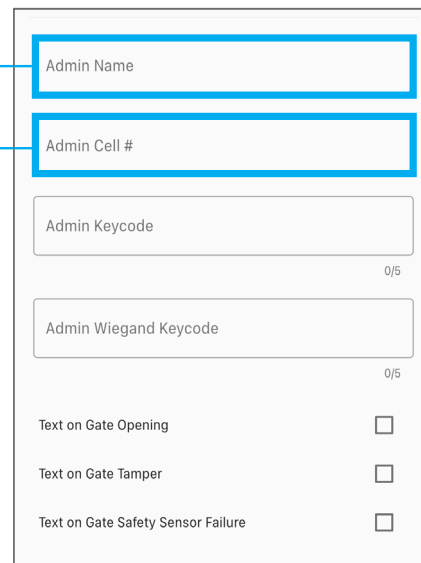 Admin Name
Admin Cell #
Admin Keycode
0/5
Admin Wiegand Keycode
0/5
Text on Gate Opening
Text on Gate Tamper
Text on Gate Safety Sensor Failure